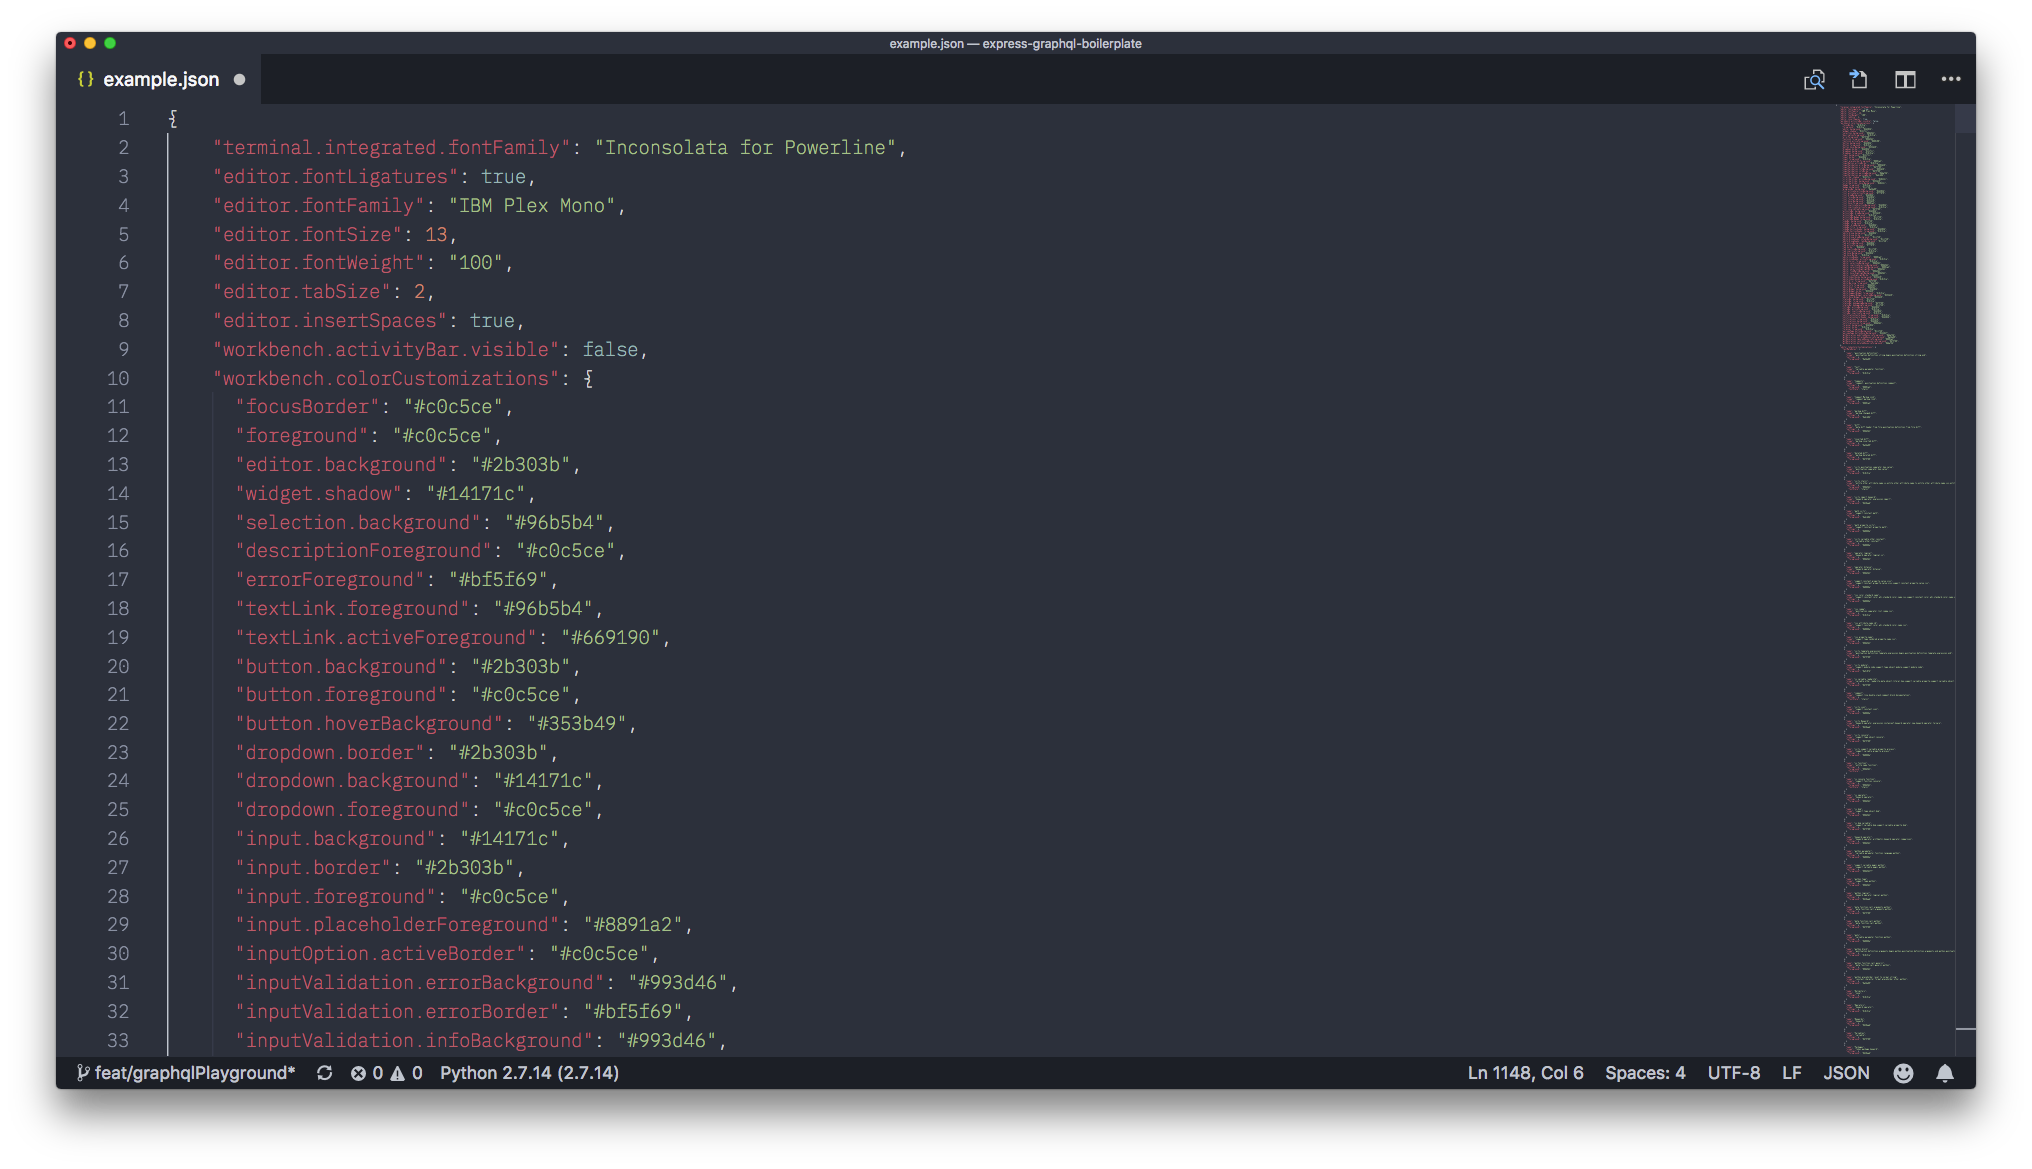 example.json — express-graphql-boilerplate
{} example.json
1 {
2 "terminal.integrated.fontFamily": "Inconsolata for Powerline",
3 "editor.fontLigatures": true,
4 "editor.fontFamily": "IBM Plex Mono",
5 "editor.fontSize": 13,
6 "editor.fontWeight": "100",
7 "editor.tabSize": 2,
8 "editor.insertSpaces": true,
9 "workbench.activityBar.visible": false,
10 "workbench.colorCustomizations": {
11 "focusBorder": "#c0c5ce",
12 "foreground": "#c0c5ce",
13 "editor.background": "#2b303b",
14 "widget.shadow": "#14171c",
15 "selection.background": "#96b5b4",
16 "descriptionForeground": "#c0c5ce",
17 "errorForeground": "#bf5f69",
18 "textLink.foreground": "#96b5b4",
19 "textLink.activeForeground": "#669190",
20 "button.background": "#2b303b",
21 "button.foreground": "#c0c5ce",
22 "button.hoverBackground": "#353b49",
23 "dropdown.border": "#2b303b",
24 "dropdown.background": "#14171c",
25 "dropdown.foreground": "#c0c5ce",
26 "input.background": "#14171c",
27 "input.border": "#2b303b",
28 "input.foreground": "#c0c5ce",
29 "input.placeholderForeground": "#8891a2",
30 "inputOption.activeBorder": "#c0c5ce",
31 "inputValidation.errorBackground": "#993d46",
32 "inputValidation.errorBorder": "#bf5f69",
33 "inputValidation.infoBackground": "#993d46",
feat/graphqlPlayground* 0 0 Python 2.7.14 (2.7.14) Ln 1148, Col 6 Spaces: 4 UTF-8 LF JSON